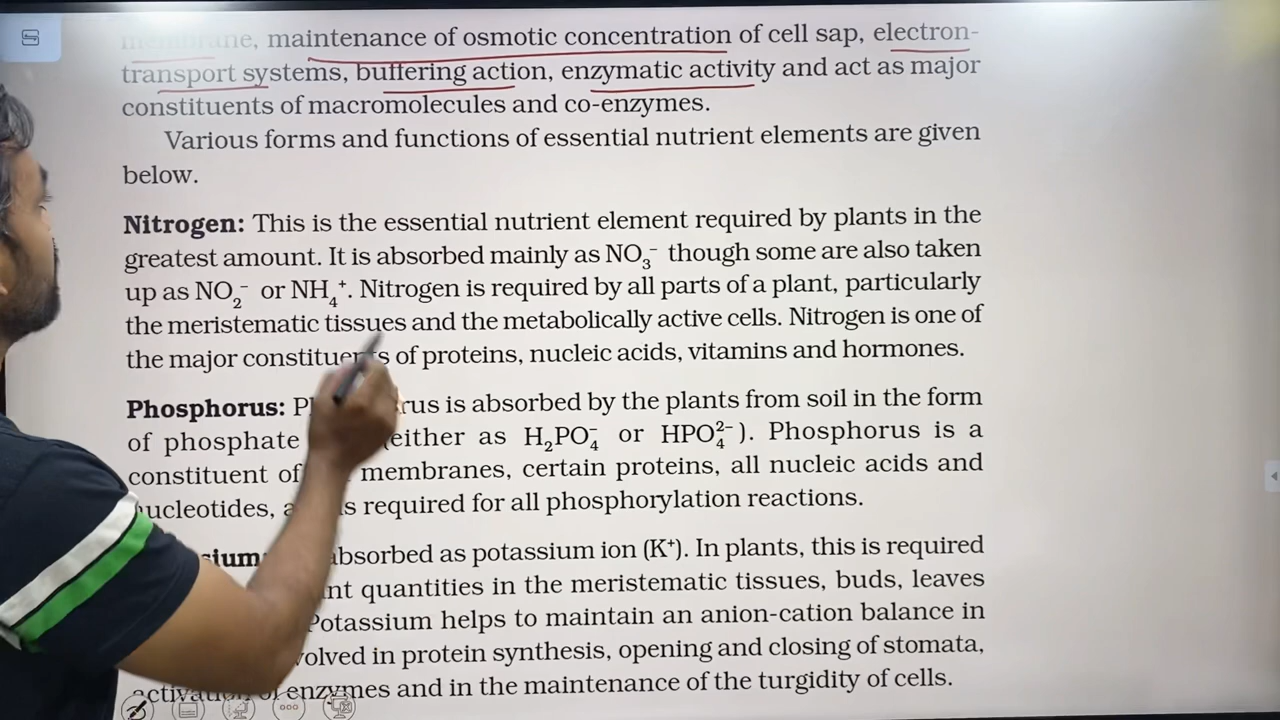 membrane, maintenance of osmotic concentration of cell sap, electron-
transport systems, buffering action, enzymatic activity and act as major
constituents of macromolecules and co-enzymes.
Various forms and functions of essential nutrient elements are given
below.
Nitrogen: This is the essential nutrient element required by plants in the
greatest amount. It is absorbed mainly as NO₃⁻ though some are also taken
up as NO₂⁻ or NH₄⁺. Nitrogen is required by all parts of a plant, particularly
the meristematic tissues and the metabolically active cells. Nitrogen is one of
the major constituents of proteins, nucleic acids, vitamins and hormones.
Phosphorus: P rus is absorbed by the plants from soil in the form
of phosphate (either as H₂PO₄⁻ or HPO₄²⁻). Phosphorus is a
constituent of membranes, certain proteins, all nucleic acids and
nucleotides, a is required for all phosphorylation reactions.
sium absorbed as potassium ion (K⁺). In plants, this is required
nt quantities in the meristematic tissues, buds, leaves
Potassium helps to maintain an anion-cation balance in
volved in protein synthesis, opening and closing of stomata,
activation of enzymes and in the maintenance of the turgidity of cells.